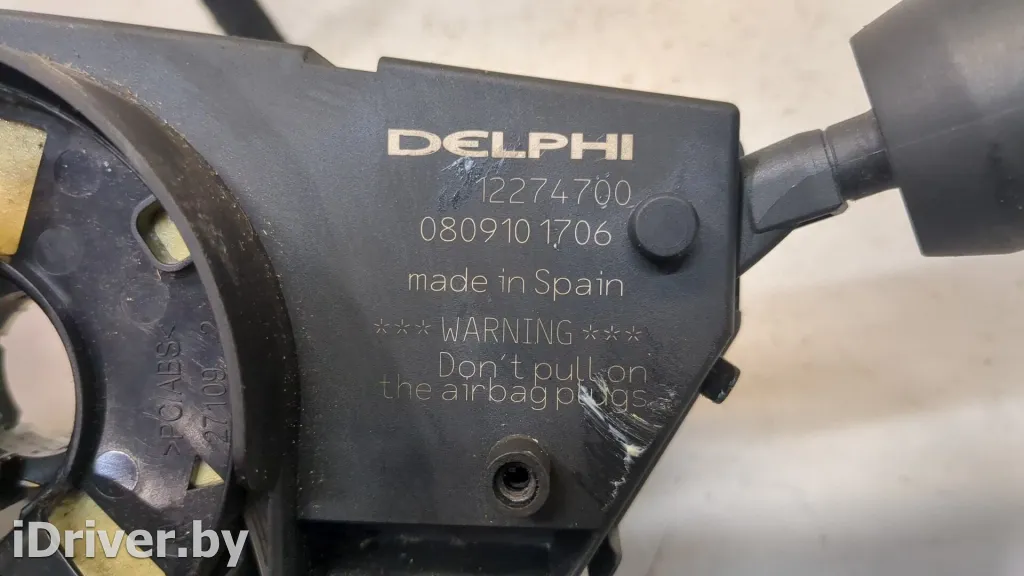 DELPHI
12274700
0809101706
made in Spain
*** WARNING ***
Don't pull on
the airbag plugs
>PC/ABS<
iDriver.by